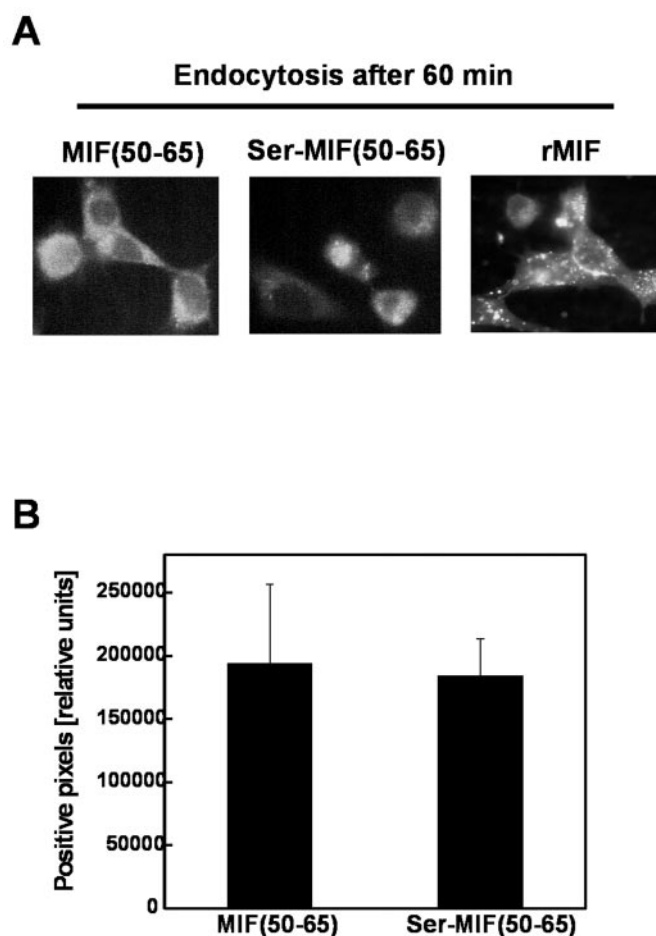 A
Endocytosis after 60 min
MIF(50-65) Ser-MIF(50-65) rMIF
B
Positive pixels [relative units]
250000
200000
150000
100000
50000
0
MIF(50-65) Ser-MIF(50-65)